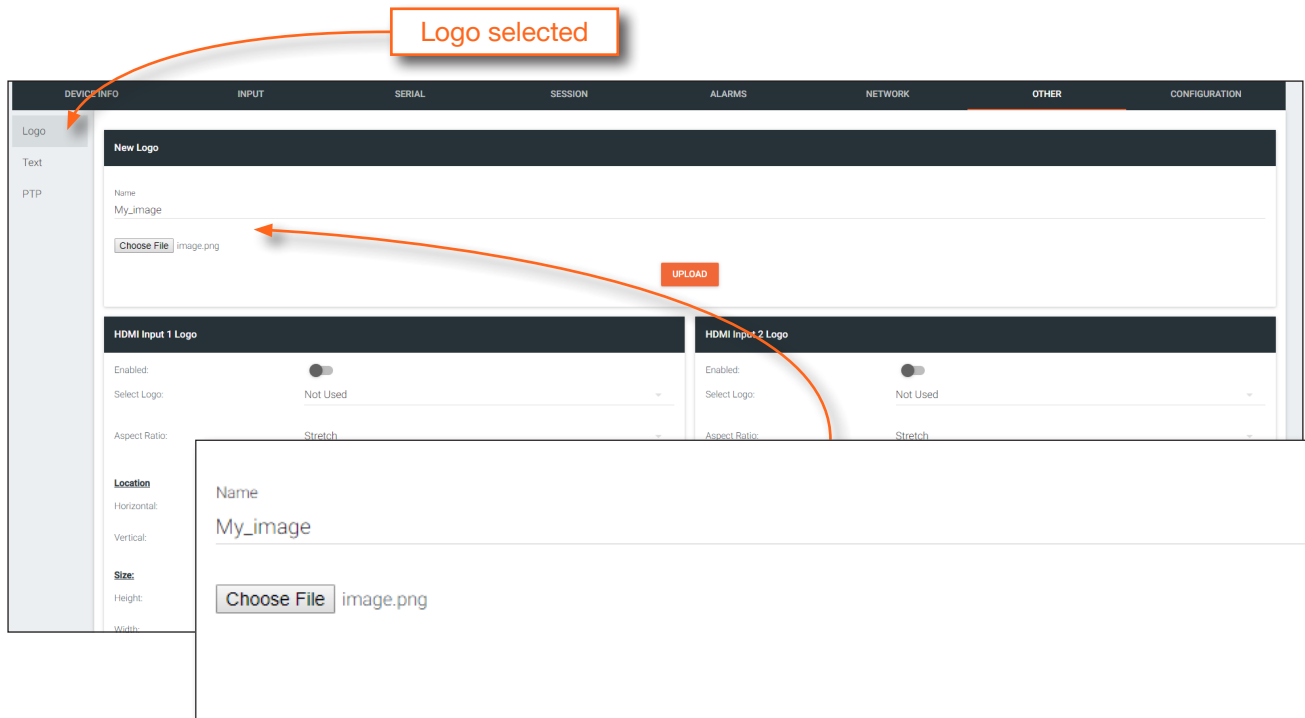 Logo selected
DEVICE INFO INPUT SERIAL SESSION ALARMS NETWORK OTHER CONFIGURATION
Logo
Text
PTP
New Logo
Name
My_image
Choose File image.png
UPLOAD
HDMI Input 1 Logo
Enabled:
Select Logo: Not Used
Aspect Ratio: Stretch
Location
Horizontal:
Vertical:
Size:
Height:
Width:
HDMI Input 2 Logo
Enabled:
Select Logo: Not Used
Aspect Ratio: Stretch
Name
My_image
Choose File image.png